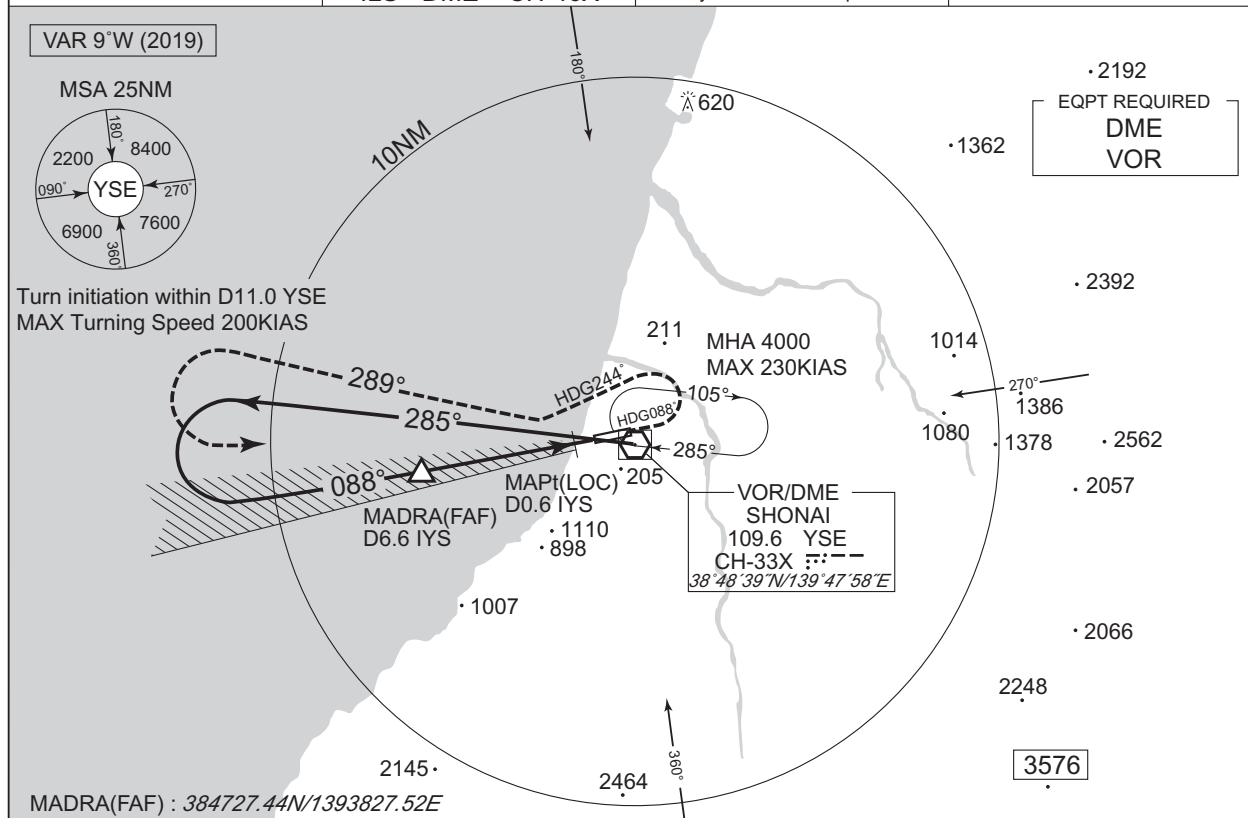 VAR 9°W (2019)
MSA 25NM
180°
2200
8400
090°
YSE
270°
6900
7600
360°
Turn initiation within D11.0 YSE
MAX Turning Speed 200KIAS
180°
10NM
620
2192
EQPT REQUIRED
DME
VOR
1362
2392
211
MHA 4000
MAX 230KIAS
1014
270°
1386
1080
1378
2562
2057
289°
HDG244°
105°
285°
HDG088°
285°
088°
205
MADRA(FAF)
D6.6 IYS
MAPt(LOC)
D0.6 IYS
1110
898
1007
VOR/DME
SHONAI
109.6 YSE
CH-33X
38°48′39″N/139°47′58″E
2066
2248
3576
2145
2464
360°
MADRA(FAF) : 384727.44N/1393827.52E